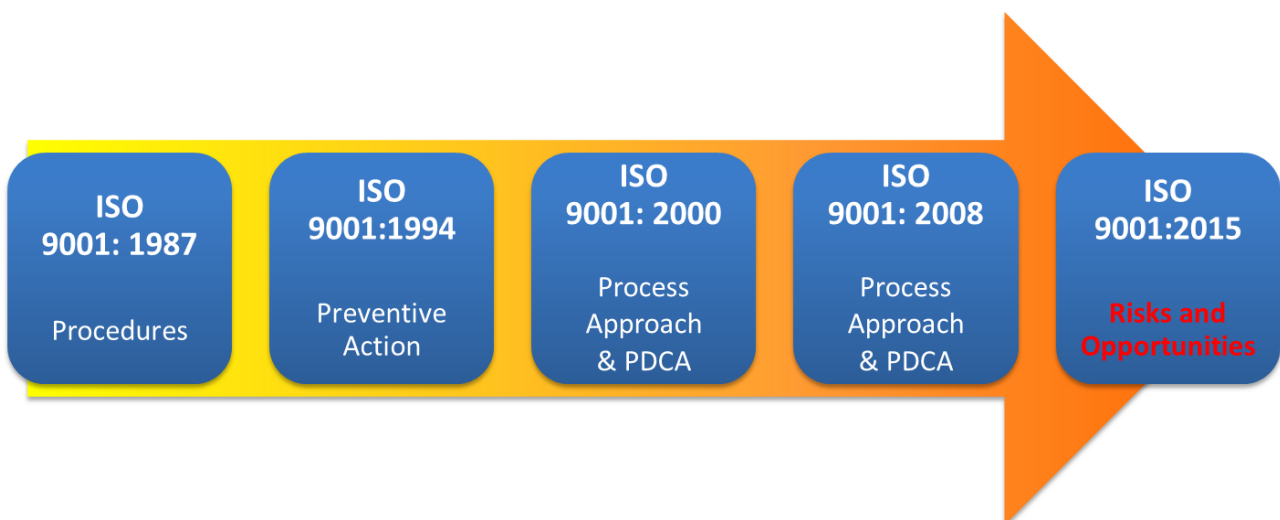 ISO
9001: 1987
Procedures
ISO
9001:1994
Preventive
Action
ISO
9001: 2000
Process
Approach
& PDCA
ISO
9001: 2008
Process
Approach
& PDCA
ISO
9001:2015
Risks and
Opportunities